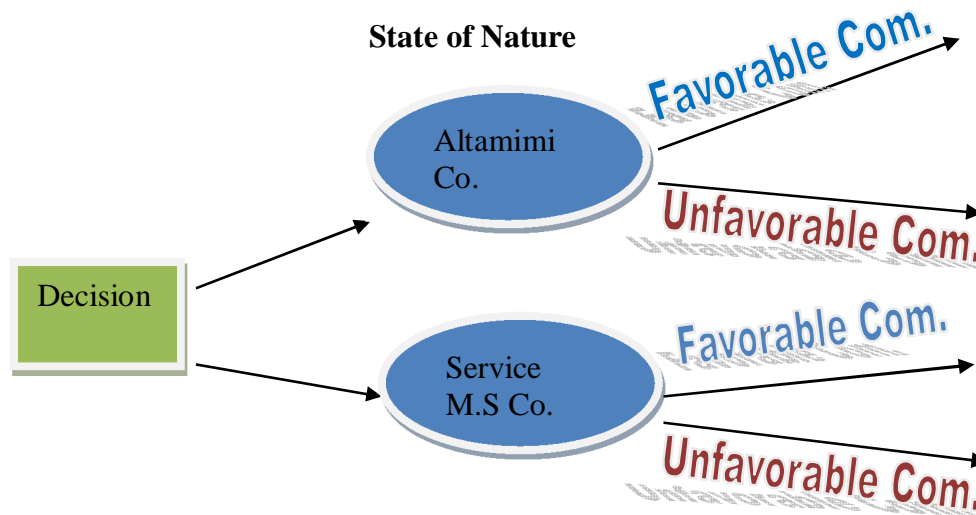 State of Nature
Favorable Com.
Altamimi
Co.
Unfavorable Com.
Decision
Favorable Com.
Service
M.S Co.
Unfavorable Com.